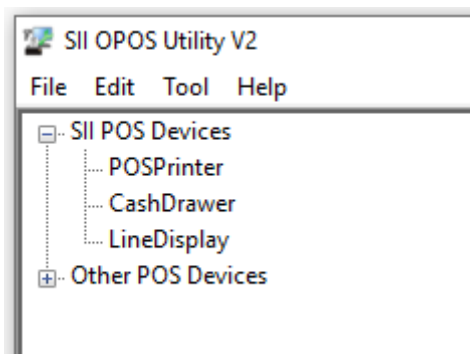 SII OPOS Utility V2
File Edit Tool Help
SII POS Devices
POSPrinter
CashDrawer
LineDisplay
Other POS Devices